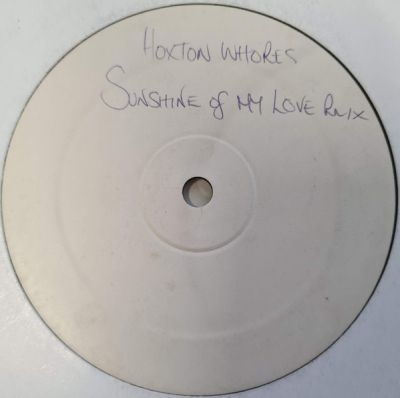 HOXTON WHORES
SUNSHINE of MY LOVE Rmix